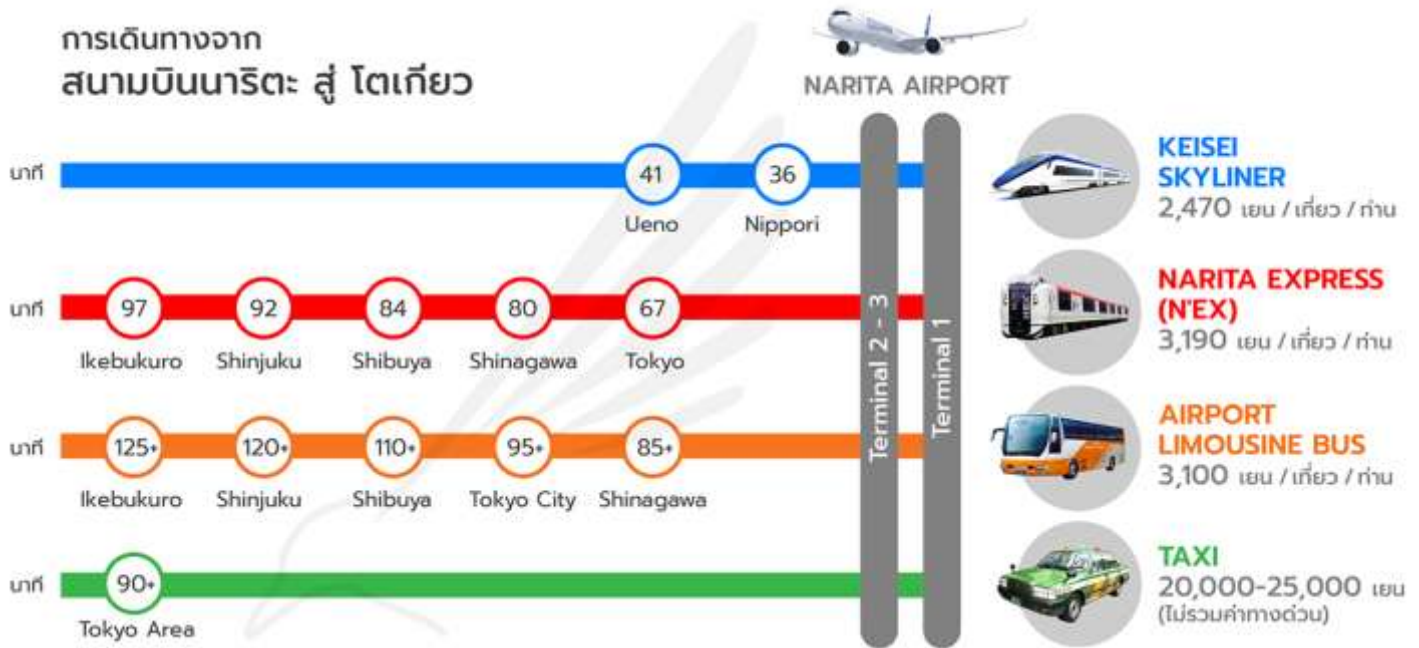 การเดินทางจาก
สนามบินนาริตะ สู่ โตเกียว
NARITA AIRPORT
นาที
41
36
Ueno
Nippori
KEISEI
SKYLINER
2,470 เยน / เที่ยว / ท่าน
นาที
97
92
84
80
67
Ikebukuro
Shinjuku
Shibuya
Shinagawa
Tokyo
NARITA EXPRESS
(N'EX)
3,190 เยน / เที่ยว / ท่าน
Terminal 2 - 3
Terminal 1
นาที
125+
120+
110+
95+
85+
Ikebukuro
Shinjuku
Shibuya
Tokyo City
Shinagawa
AIRPORT
LIMOUSINE BUS
3,100 เยน / เที่ยว / ท่าน
นาที
90+
Tokyo Area
TAXI
20,000-25,000 เยน
(ไม่รวมค่าทางด่วน)